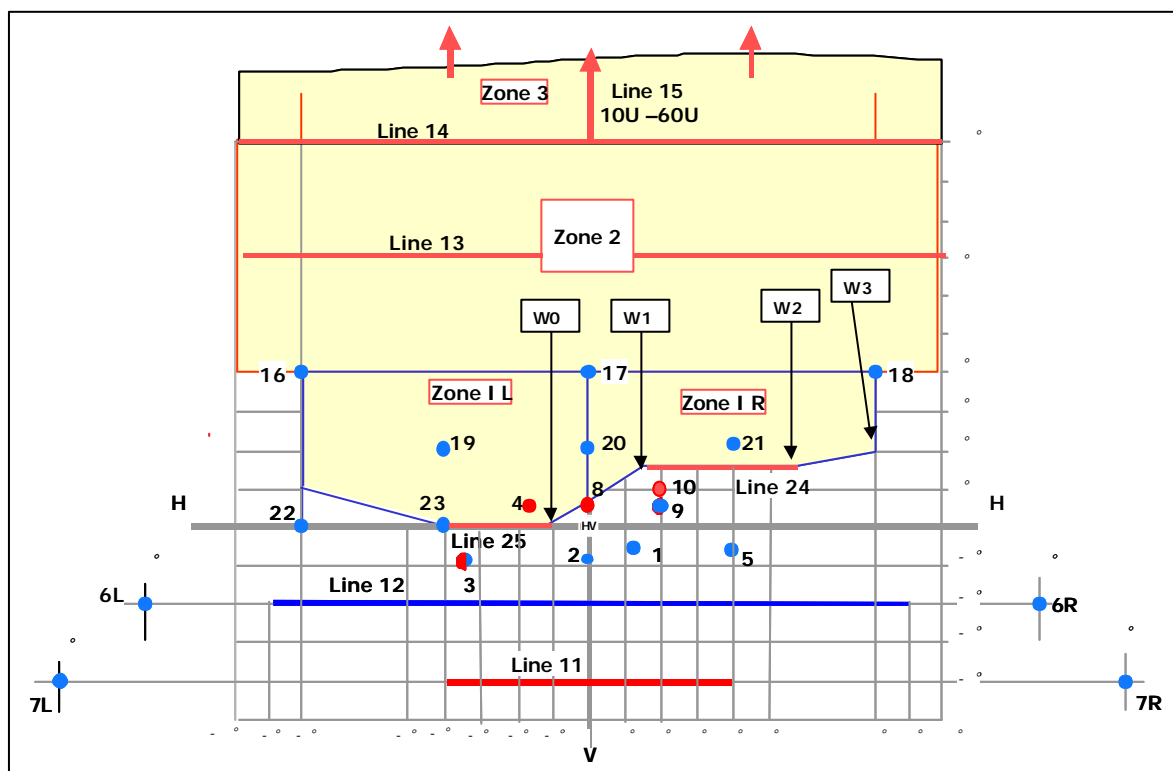 Zone 3
Line 15
10U –60U
Line 14
Zone 2
Line 13
W0
W1
W2
W3
16
17
18
Zone I L
Zone I R
19
20
21
4
8
10
Line 24
9
H
H
22
23
HV
Line 25
2
1
5
3
6L
Line 12
6R
Line 11
7L
7R
V